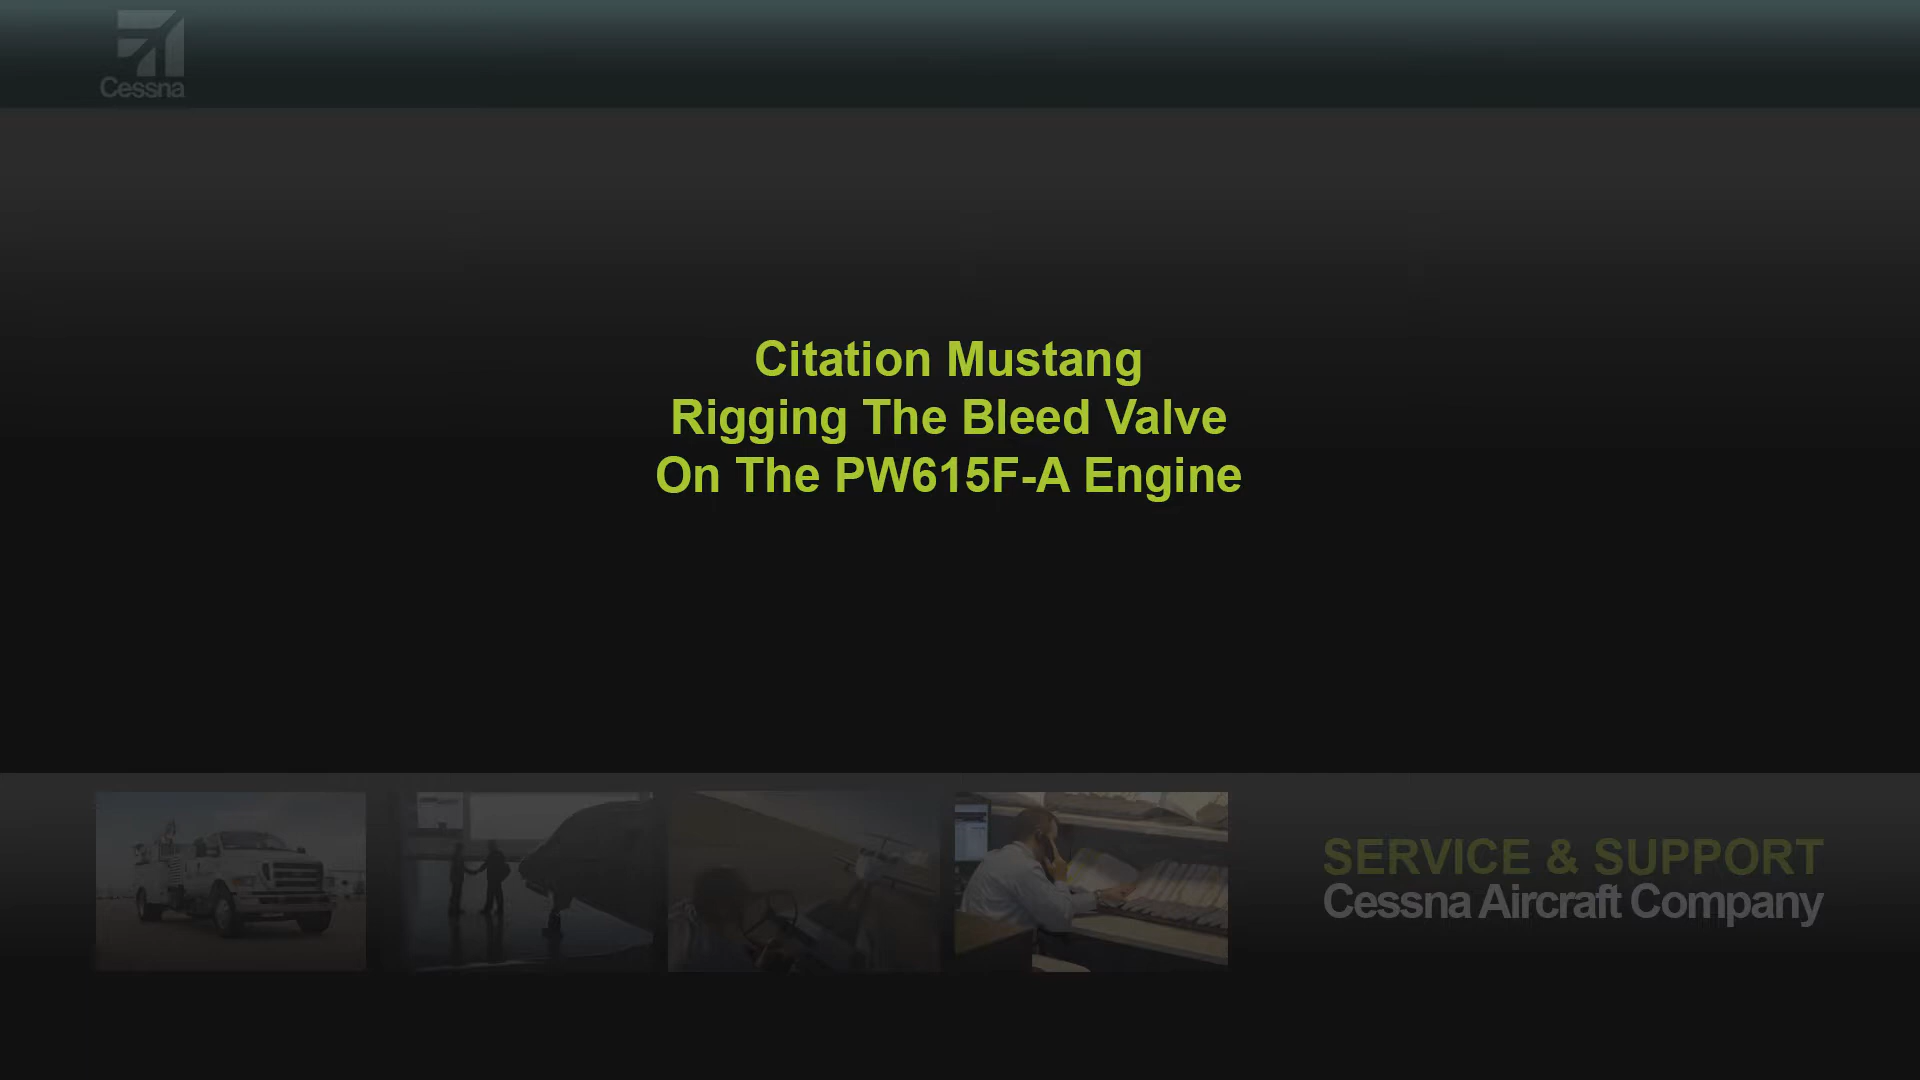 Cessna
Citation Mustang
Rigging The Bleed Valve
On The PW615F-A Engine
SERVICE & SUPPORT
Cessna Aircraft Company